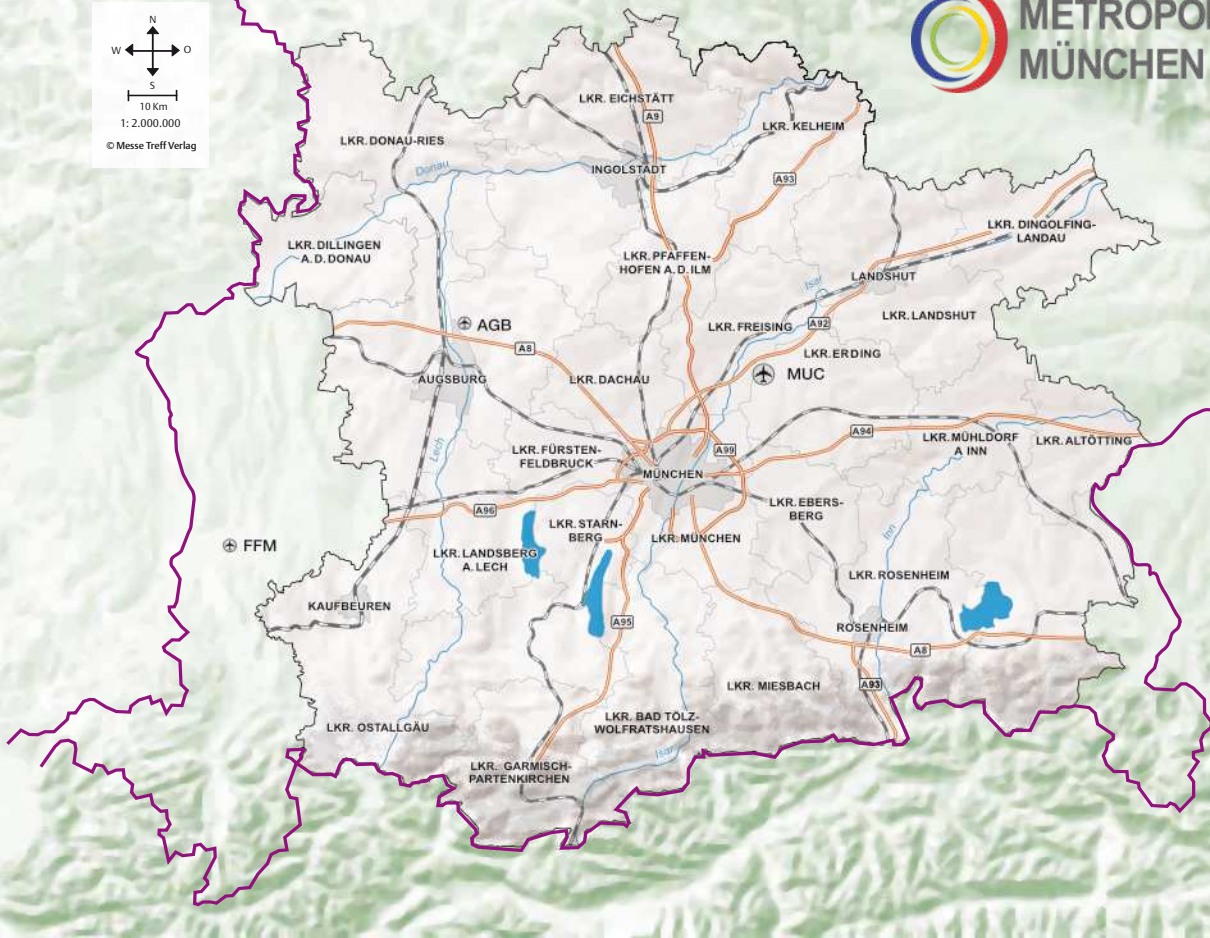 N
W
O
S
10 Km
1: 2.000.000
© Messe Treff Verlag
METROPOL
MÜNCHEN
LKR. EICHSTÄTT
A9
LKR. KELHEIM
LKR. DONAU-RIES
Donau
INGOLSTADT
A93
LKR. DILLINGEN
A. D. DONAU
LKR. DINGOLFING-
LANDAU
LKR. PFAFFEN-
HOFEN A. D. ILM
LANDSHUT
Isar
LKR. LANDSHUT
AGB
LKR. FREISING
A92
A8
LKR. ERDING
AUGSBURG
LKR. DACHAU
MUC
Lech
LKR. FÜRSTEN-
FELDBRUCK
A99
A94
LKR. MÜHLDORF
A INN
LKR. ALTÖTTING
MÜNCHEN
A96
LKR. EBERS-
BERG
LKR. STARN-
BERG
LKR. MÜNCHEN
Inn
FFM
LKR. LANDSBERG
A. LECH
LKR. ROSENHEIM
KAUFBEUREN
A95
ROSENHEIM
A8
A93
LKR. MIESBACH
LKR. OSTALLGÄU
LKR. BAD TÖLZ-
WOLFRATSHAUSEN
Isar
LKR. GARMISCH-
PARTENKIRCHEN